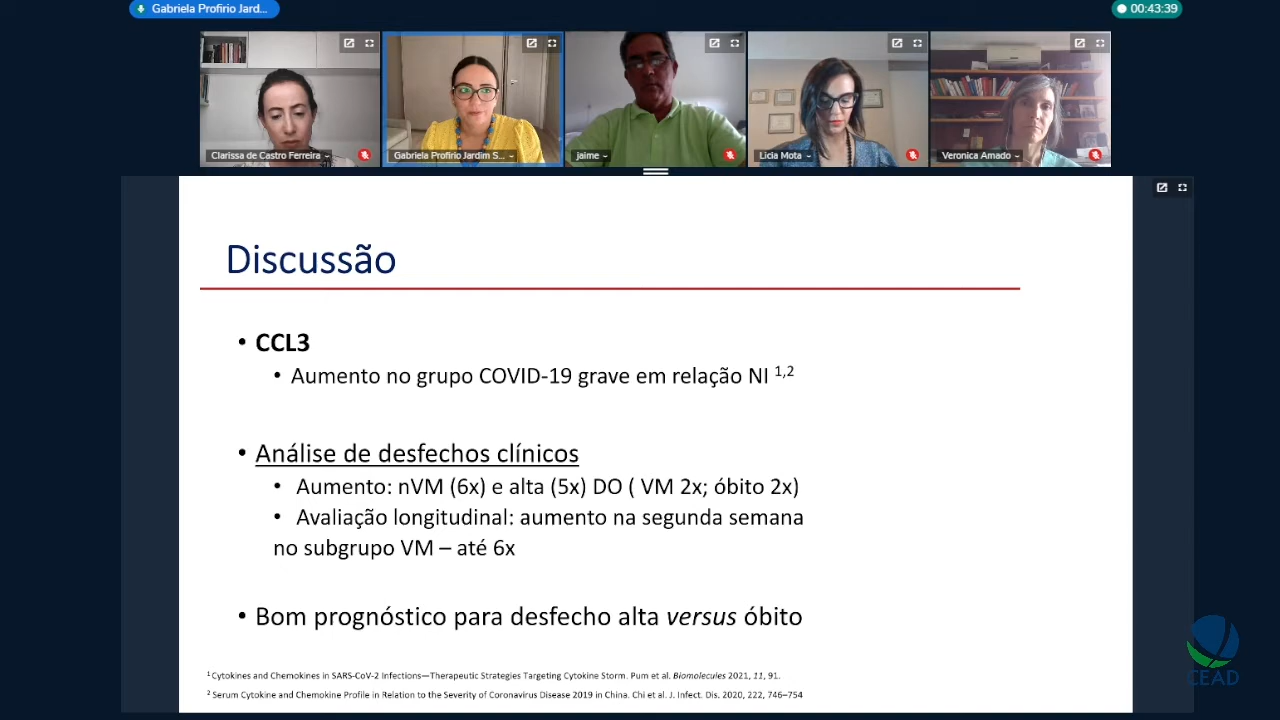 Gabriela Profirio Jard...
00:43:39
Clarissa de Castro Ferreira
Gabriela Profirio Jardim S...
jaime
Licia Mota
Veronica Amado
Discussão
• CCL3
• Aumento no grupo COVID-19 grave em relação NI 1,2
• Análise de desfechos clínicos
• Aumento: nVM (6x) e alta (5x) DO ( VM 2x; óbito 2x)
• Avaliação longitudinal: aumento na segunda semana
no subgrupo VM – até 6x
• Bom prognóstico para desfecho alta versus óbito
1 Cytokines and Chemokines in SARS-CoV-2 Infections—Therapeutic Strategies Targeting Cytokine Storm. Pum et al. Biomolecules 2021, 11, 91.
2 Serum Cytokine and Chemokine Profile in Relation to the Severity of Coronavirus Disease 2019 in China. Chi et al. J. Infect. Dis. 2020, 222, 746–754
CEAD